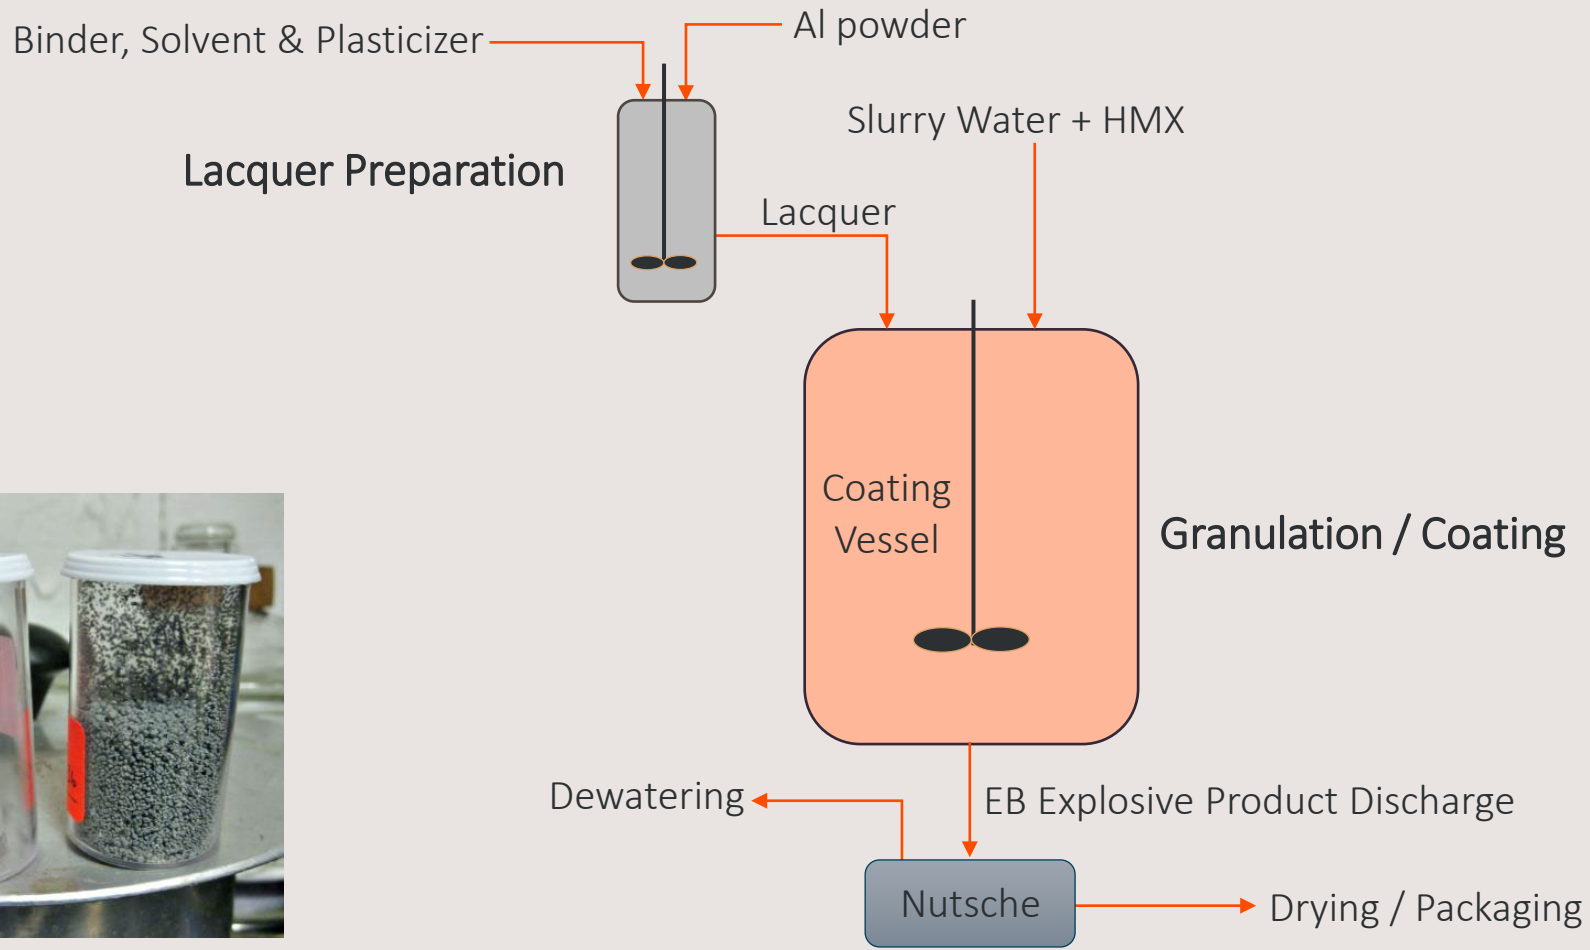 Binder, Solvent & Plasticizer
Al powder
Slurry Water + HMX
Lacquer Preparation
Lacquer
Coating
Vessel
Granulation / Coating
Dewatering
EB Explosive Product Discharge
Nutsche
Drying / Packaging